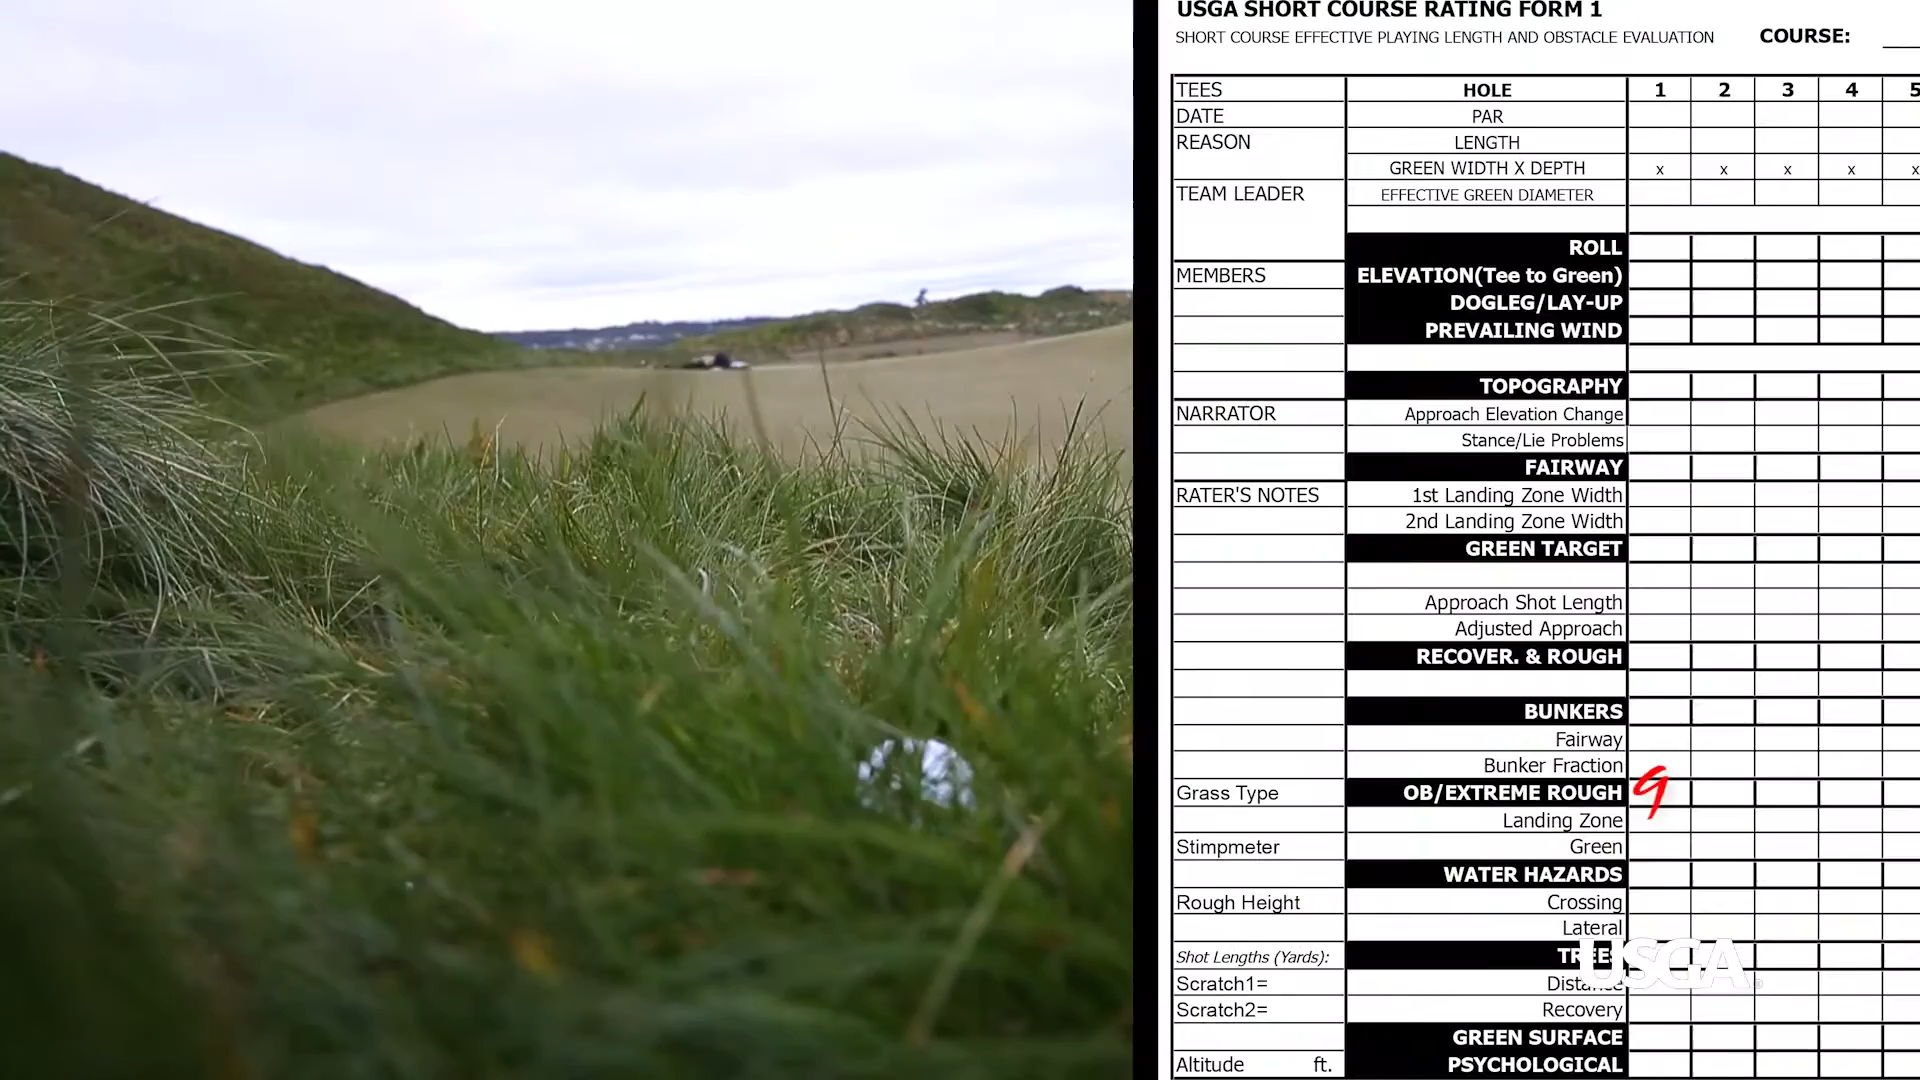 USGA SHORT COURSE RATING FORM 1
SHORT COURSE EFFECTIVE PLAYING LENGTH AND OBSTACLE EVALUATION COURSE:
TEES HOLE 1 2 3 4 5
DATE PAR
REASON LENGTH
GREEN WIDTH X DEPTH x x x x x
TEAM LEADER EFFECTIVE GREEN DIAMETER
ROLL
MEMBERS ELEVATION(Tee to Green)
DOGLEG/LAY-UP
PREVAILING WIND
TOPOGRAPHY
NARRATOR Approach Elevation Change
Stance/Lie Problems
FAIRWAY
RATER'S NOTES 1st Landing Zone Width
2nd Landing Zone Width
GREEN TARGET
Approach Shot Length
Adjusted Approach
RECOVER. & ROUGH
BUNKERS
Fairway
Bunker Fraction
Grass Type OB/EXTREME ROUGH 9
Landing Zone
Stimpmeter Green
WATER HAZARDS
Rough Height Crossing
Lateral
Shot Lengths (Yards): TREES
USGA
Scratch1= Distance
Scratch2= Recovery
GREEN SURFACE
Altitude ft. PSYCHOLOGICAL